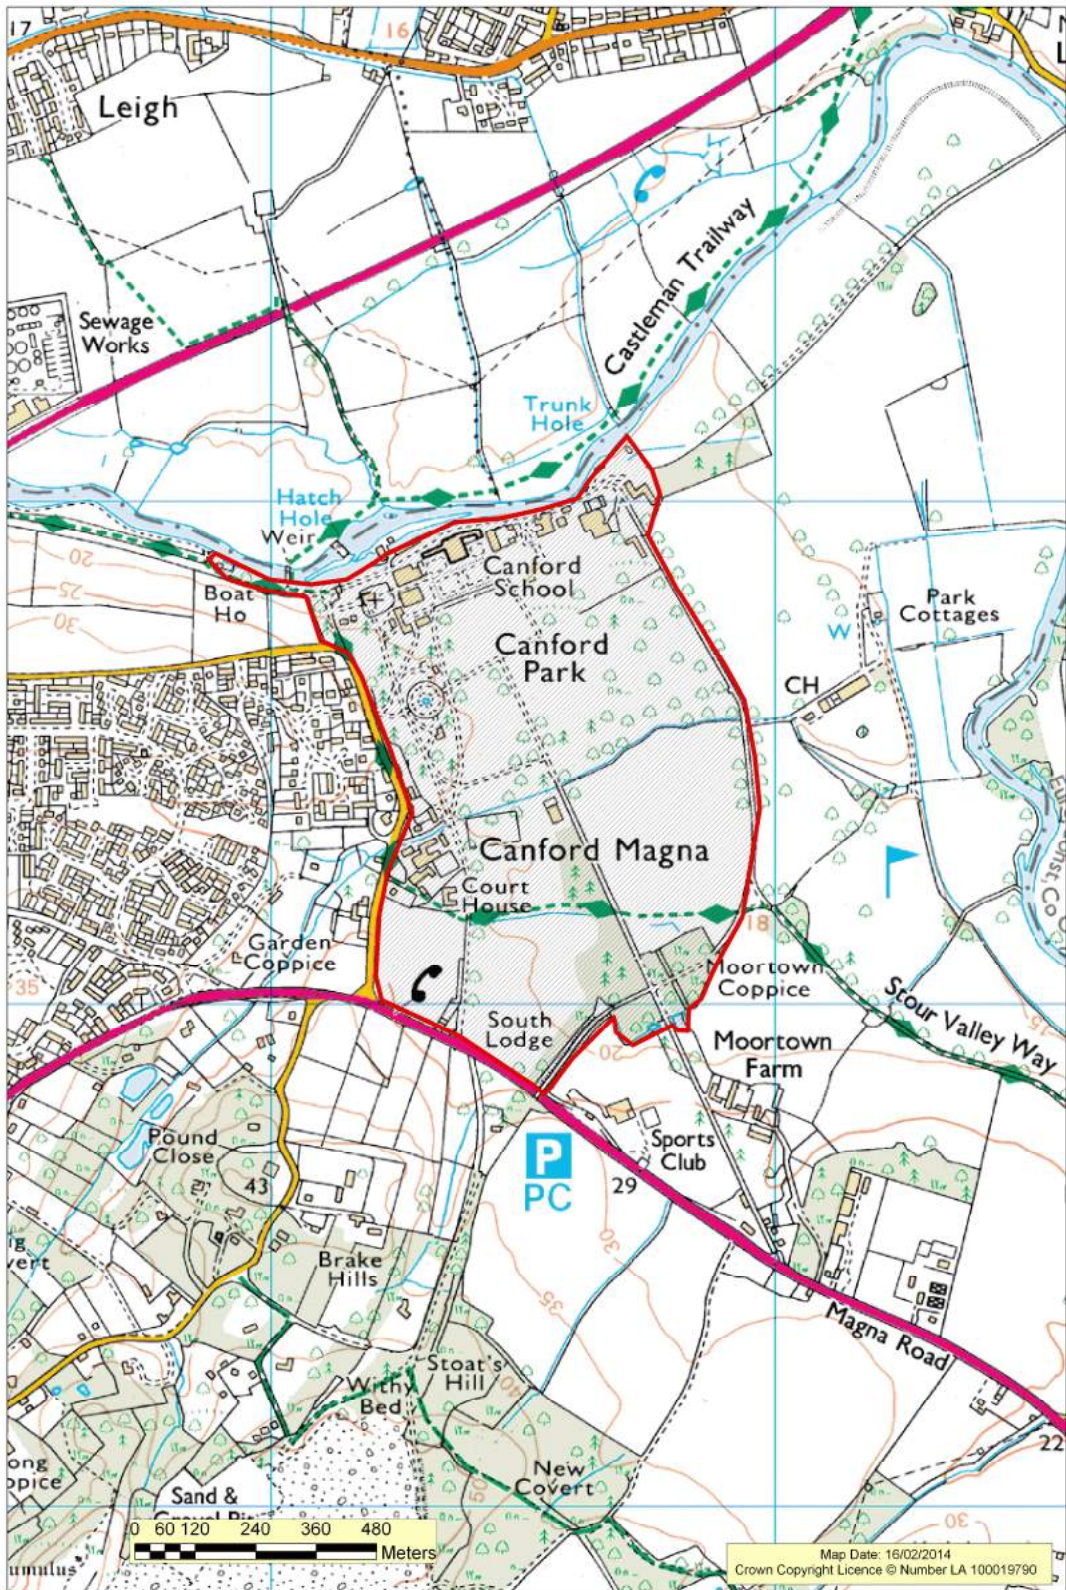 17
16
Leigh
Castleman Trailway
Sewage
Works
Trunk
Hole
Hatch
Hole
Weir
20
25
30
Boat
Ho
Canford
School
Park
Cottages
W
Canford
Park
CH
Canford Magna
Court
House
Garden
Coppice
18
35
Moortown
Coppice
Stour Valley Way
15
South
Lodge
20
Moortown
Farm
Pound
Close
43
P
PC
Sports
Club
29
30
Brake
Hills
35
Magna Road
Stoat's
Hill
40
Withy
Bed
22
New
Covert
50
Sand &
30
0 60 120 240 360 480
Meters
Map Date: 16/02/2014
Crown Copyright Licence © Number LA 100019790